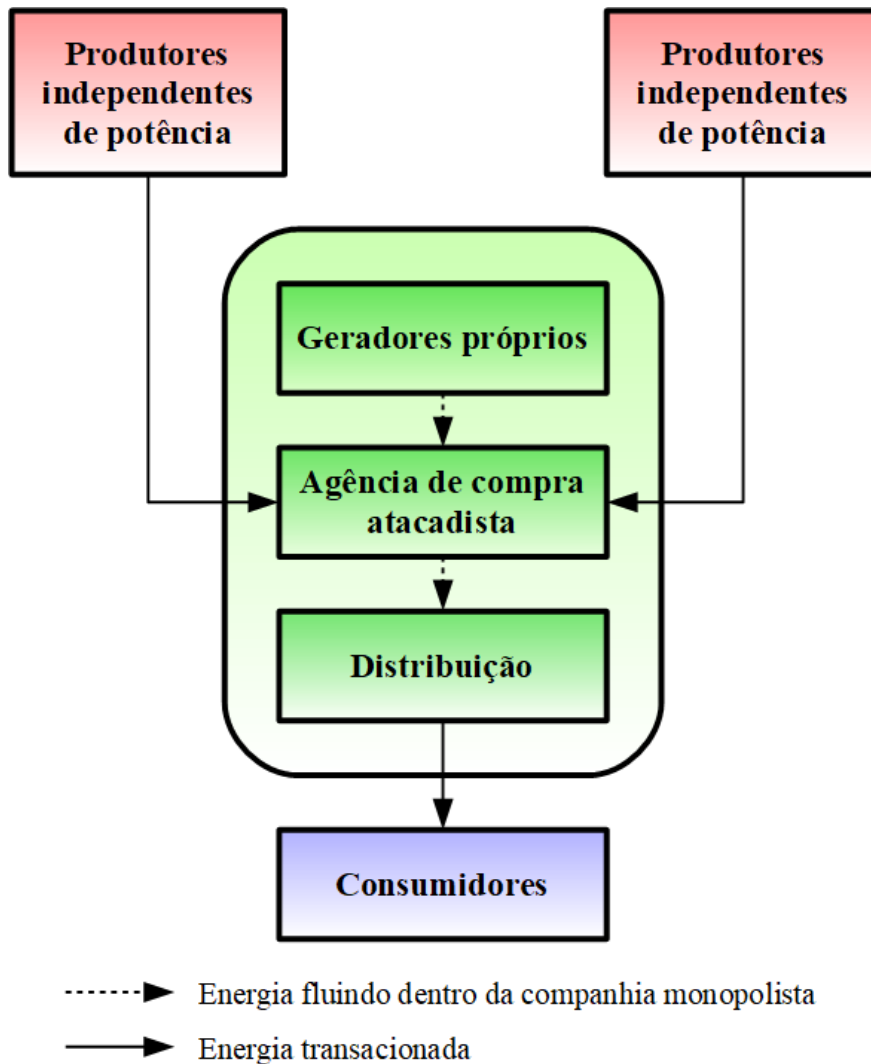 Produtores
independentes
de potência
Produtores
independentes
de potência
Geradores próprios
Agência de compra
atacadista
Distribuição
Consumidores
Energia fluindo dentro da companhia monopolista
Energia transacionada